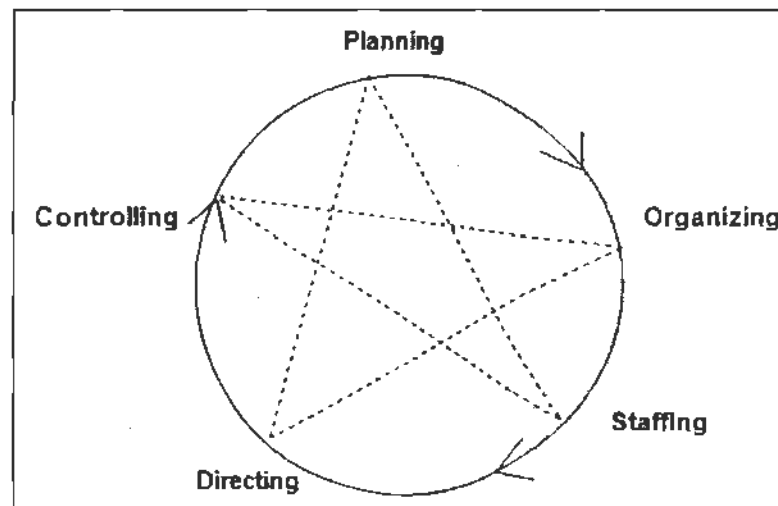 Planning
Controlling
Organizing
Staffing
Directing